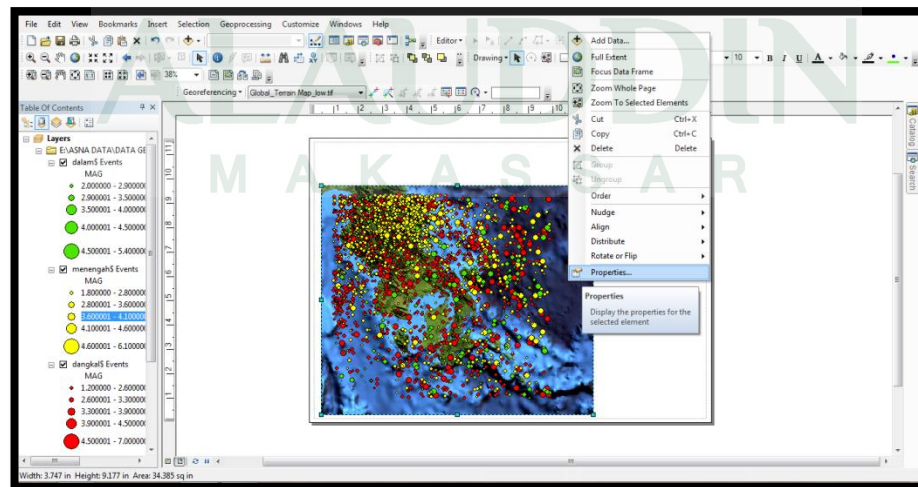 File Edit View Bookmarks Insert Selection Geoprocessing Customize Windows Help
Editor
Drawing
10 B I U A
38%
Georeferencing Global_Terrain Map_low.tif
ALAUDDIN
MAKASSAR
Table Of Contents
Layers
E:\ASNA DATA\DATA GE
dalam$ Events
MAG
2.000000 - 2.900000
2.900001 - 3.500000
3.500001 - 4.000000
4.000001 - 4.500000
4.500001 - 5.400000
menengah$ Events
MAG
1.800000 - 2.800000
2.800001 - 3.600000
3.600001 - 4.100000
4.100001 - 4.600000
4.600001 - 6.100000
dangkal$ Events
MAG
1.200000 - 2.600000
2.600001 - 3.300000
3.300001 - 3.900000
3.900001 - 4.500000
4.500001 - 7.000000
Add Data...
Full Extent
Focus Data Frame
Zoom Whole Page
Zoom To Selected Elements
Cut Ctrl+X
Copy Ctrl+C
Delete Delete
Group
Ungroup
Order
Nudge
Align
Distribute
Rotate or Flip
Properties...
Properties
Display the properties for the
selected element
Catalog
Search
Width: 3.747 in Height: 9.177 in Area: 34.385 sq in